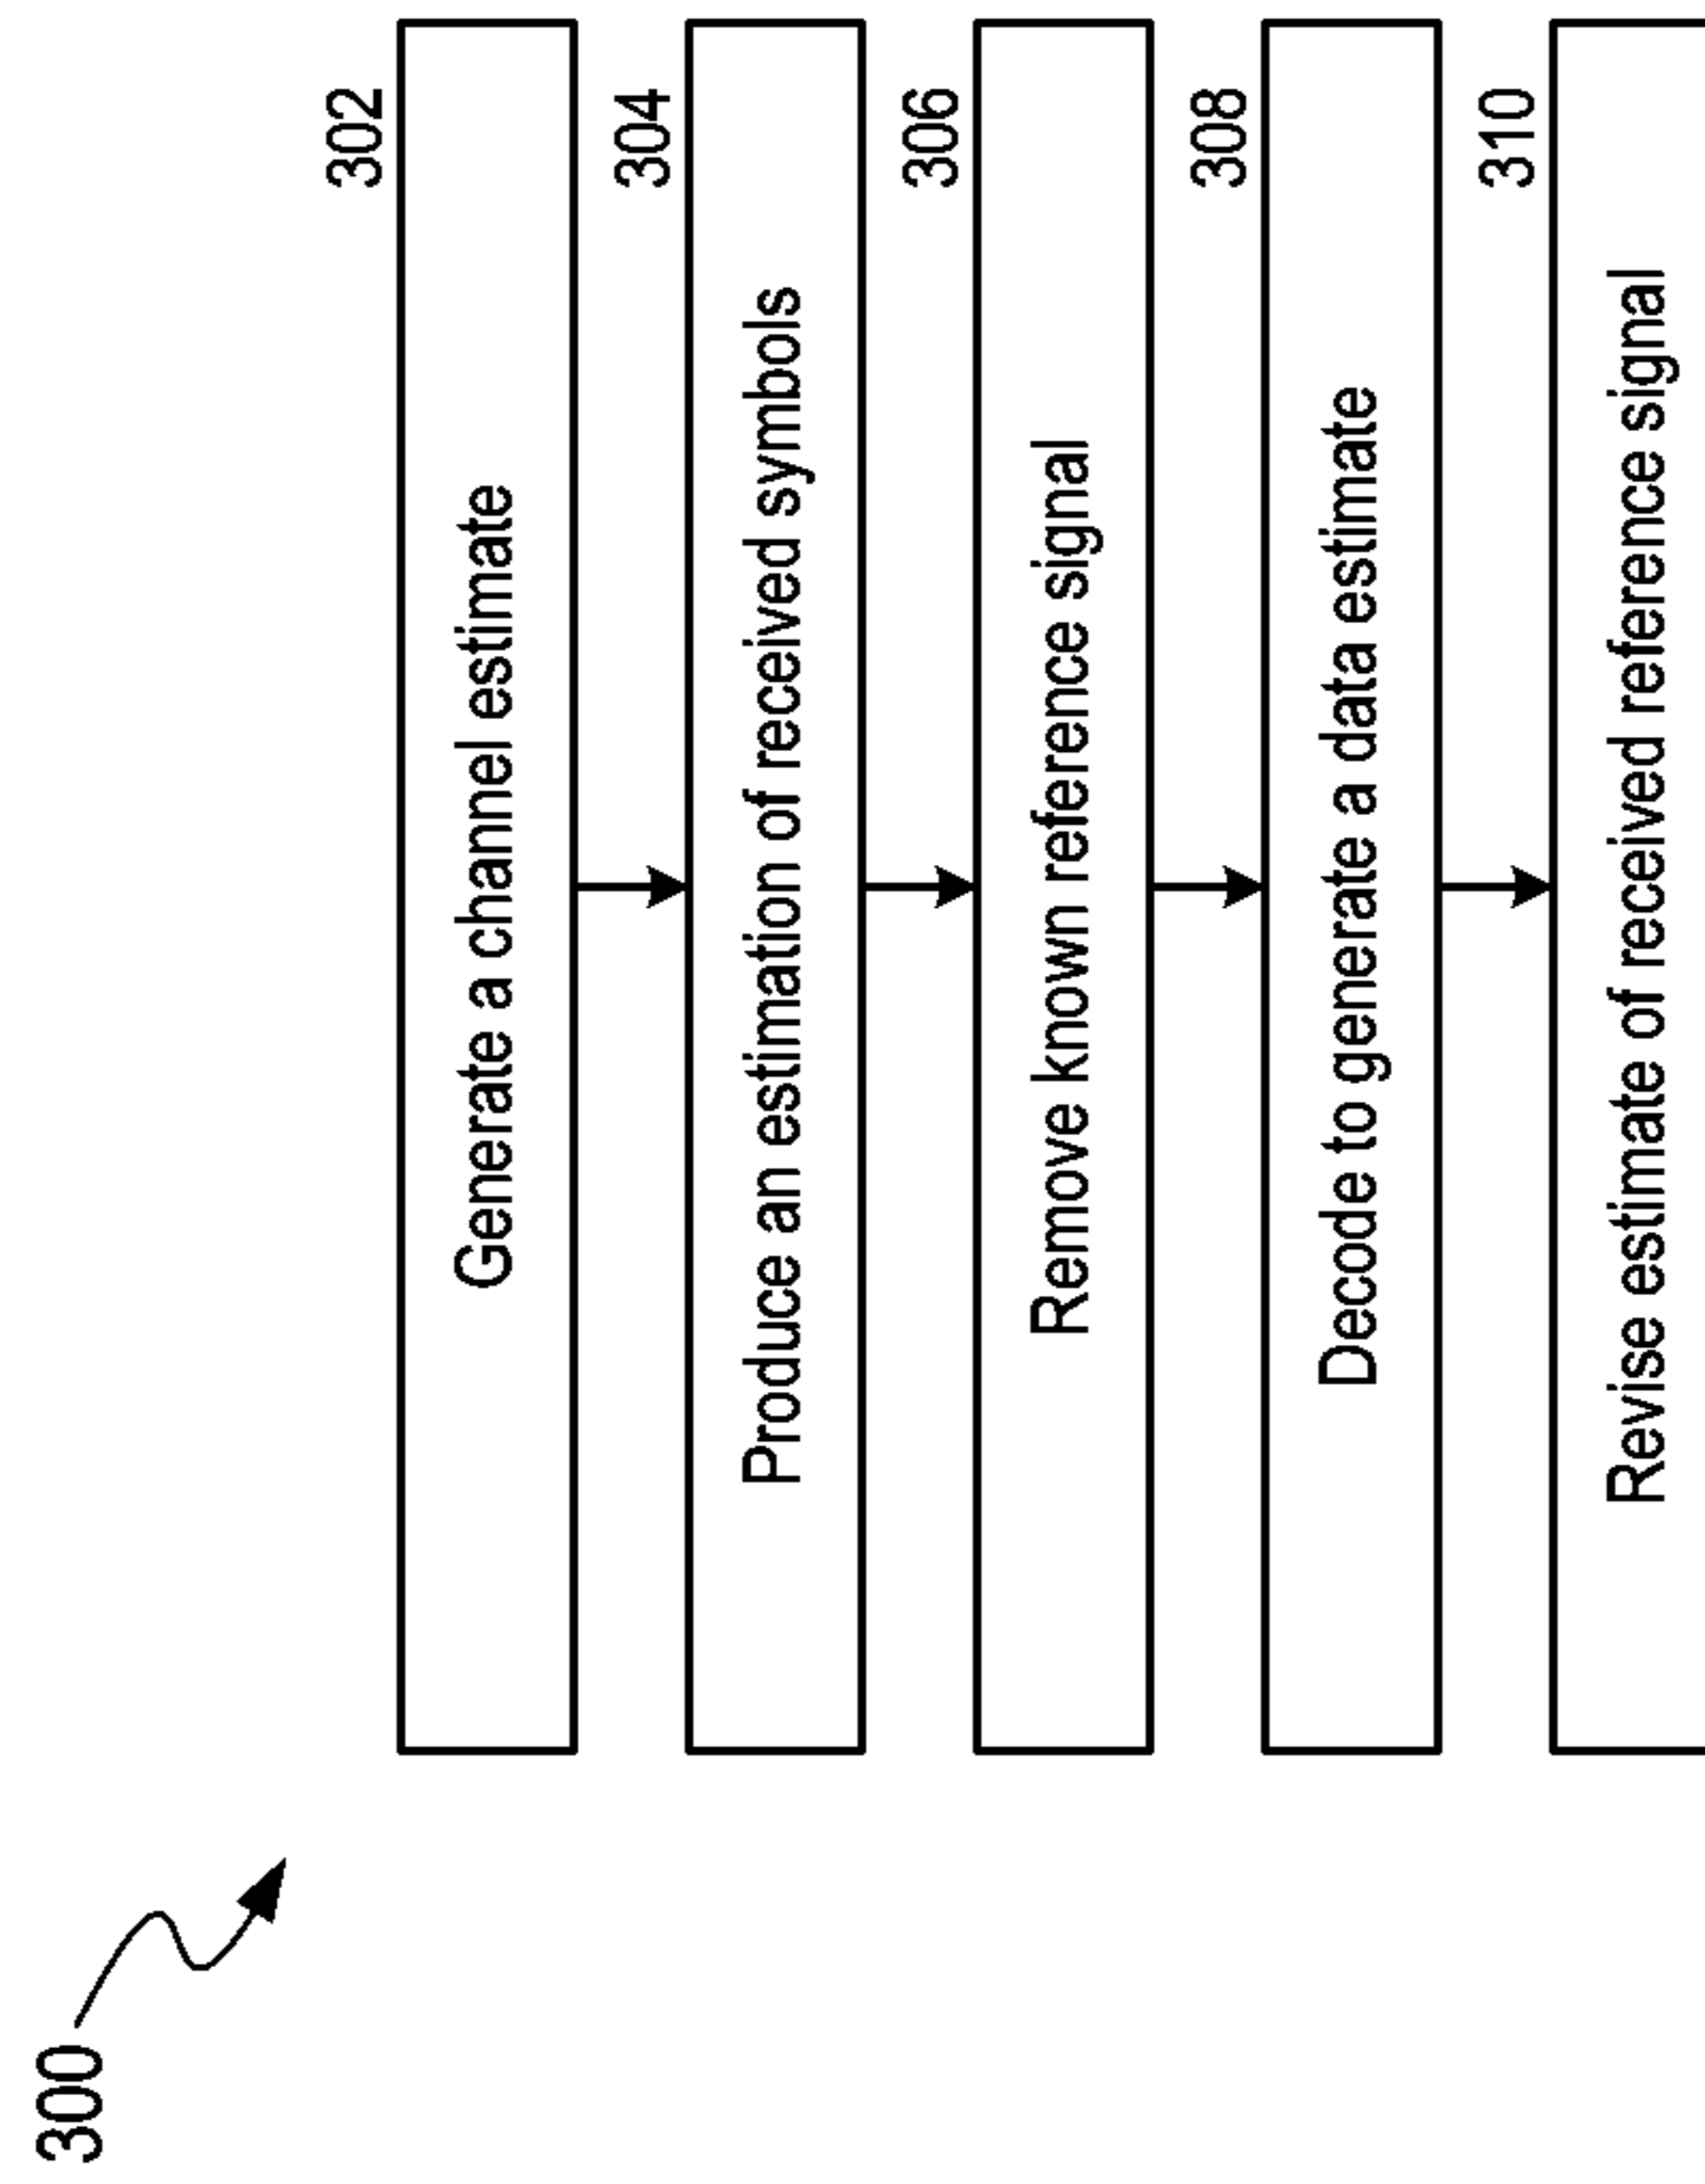 300
302
Generate a channel estimate
304
Produce an estimation of received symbols
306
Remove known reference signal
308
Decode to generate a data estimate
310
Revise estimate of received reference signal